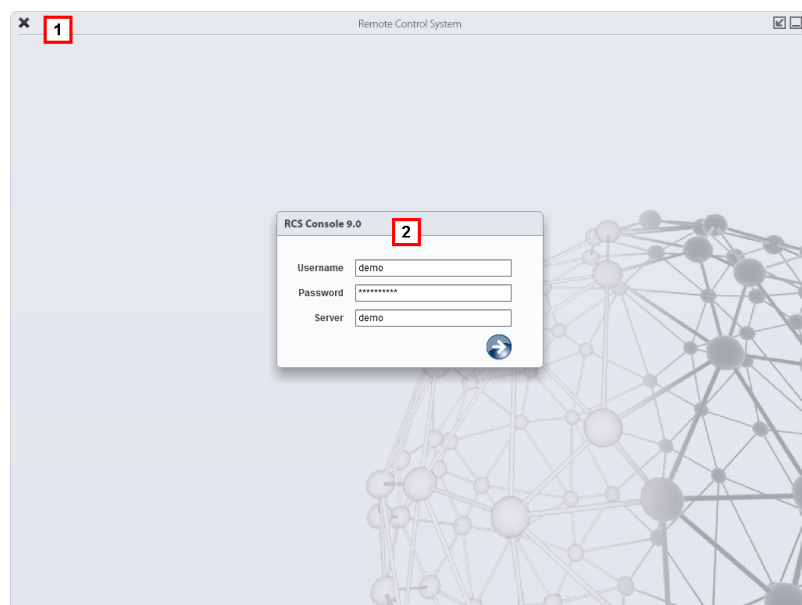 1
Remote Control System
RCS Console 9.0
2
Username demo
Password **********
Server demo